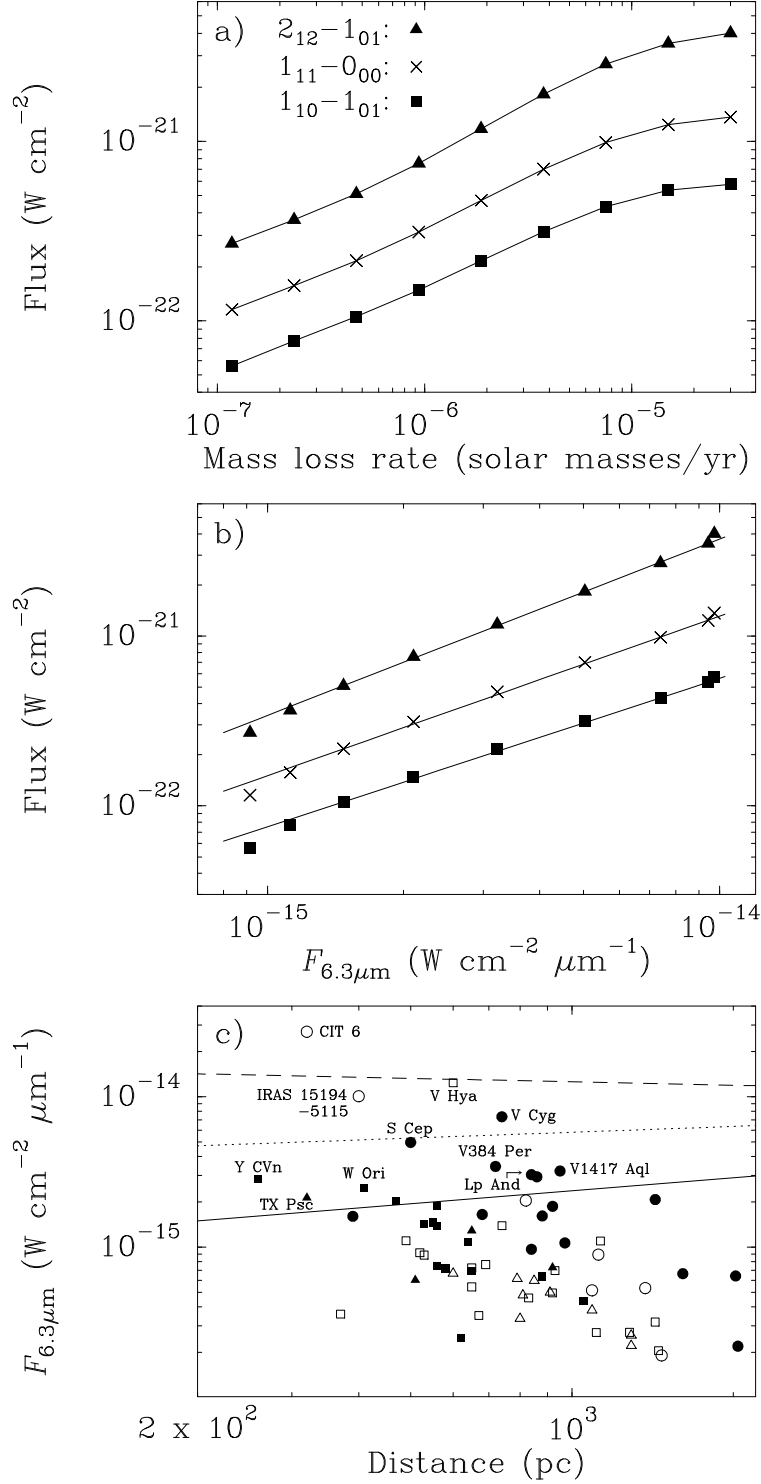 a)
2₁₂−1₀₁: ▲
1₁₁−0₀₀: ×
1₁₀−1₀₁: ■
Flux (W cm⁻²)
10⁻²¹
10⁻²²
10⁻⁷ 10⁻⁶ 10⁻⁵
Mass loss rate (solar masses/yr)
b)
Flux (W cm⁻²)
10⁻²¹
10⁻²²
10⁻¹⁵ 10⁻¹⁴
F₆.₃μm (W cm⁻² μm⁻¹)
c)
CIT 6
F₆.₃μm (W cm⁻² μm⁻¹)
10⁻¹⁴
IRAS 15194
−5115
V Hya
V Cyg
S Cep
V384 Per
Y CVn
W Ori
V1417 Aql
Lp And
TX Psc
10⁻¹⁵
2 x 10² 10³
Distance (pc)